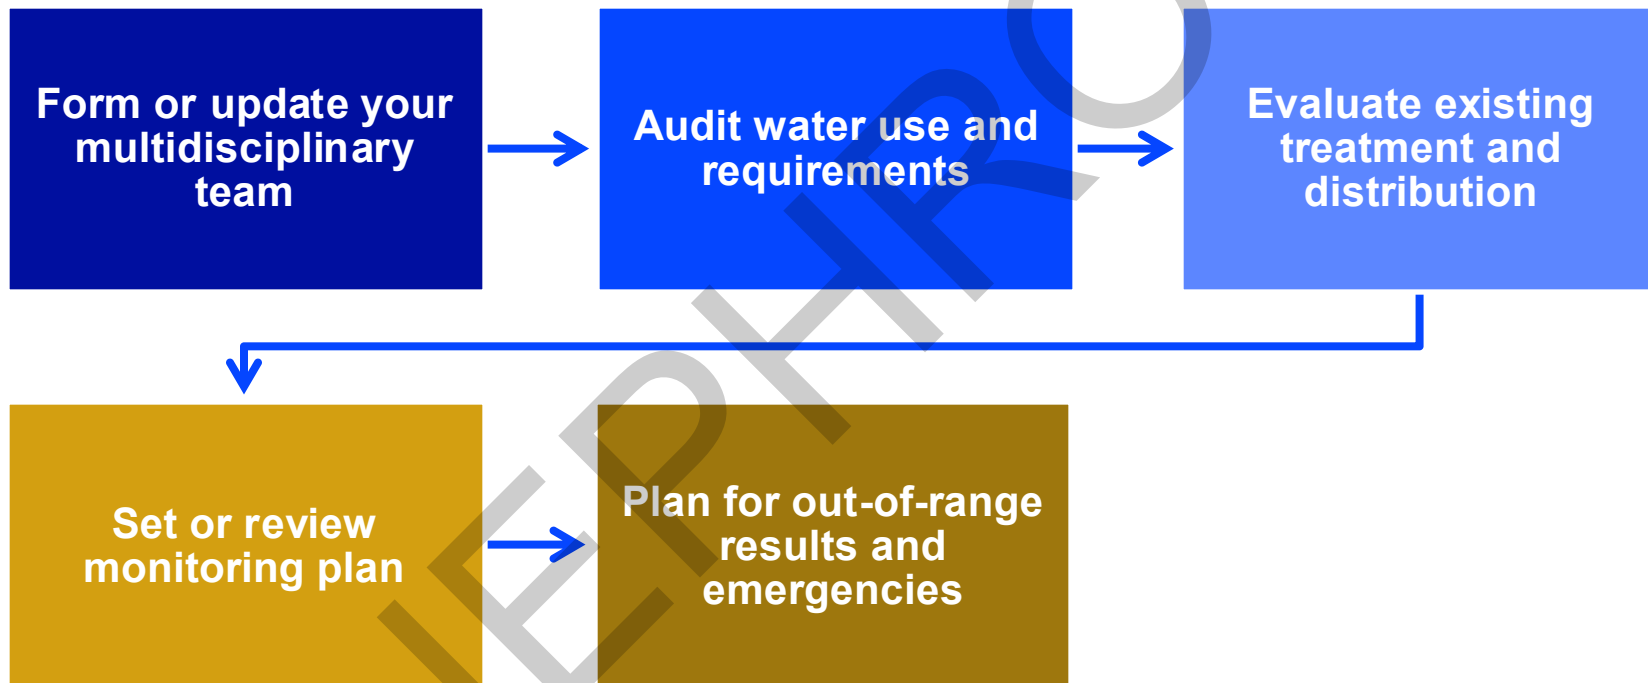 Form or update your
multidisciplinary
team
Audit water use and
requirements
Evaluate existing
treatment and
distribution
Set or review
monitoring plan
Plan for out-of-range
results and
emergencies